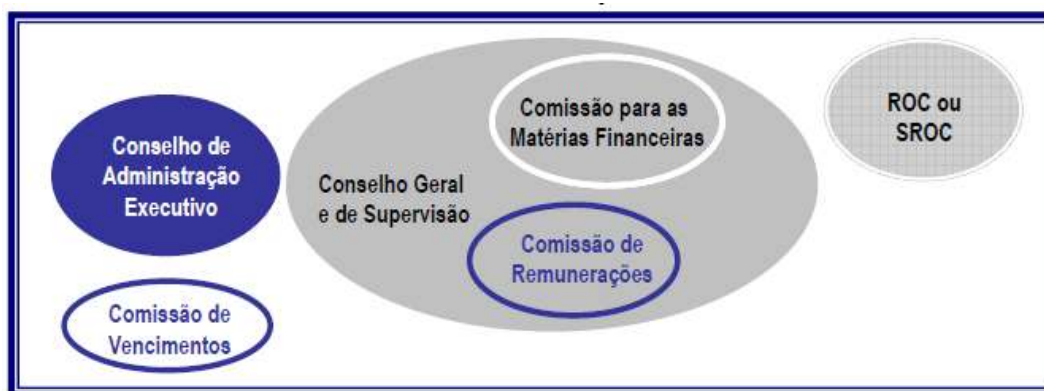 Conselho de
Administração
Executivo
Comissão de
Vencimentos
Conselho Geral
e de Supervisão
Comissão para as
Matérias Financeiras
Comissão de
Remunerações
ROC ou
SROC